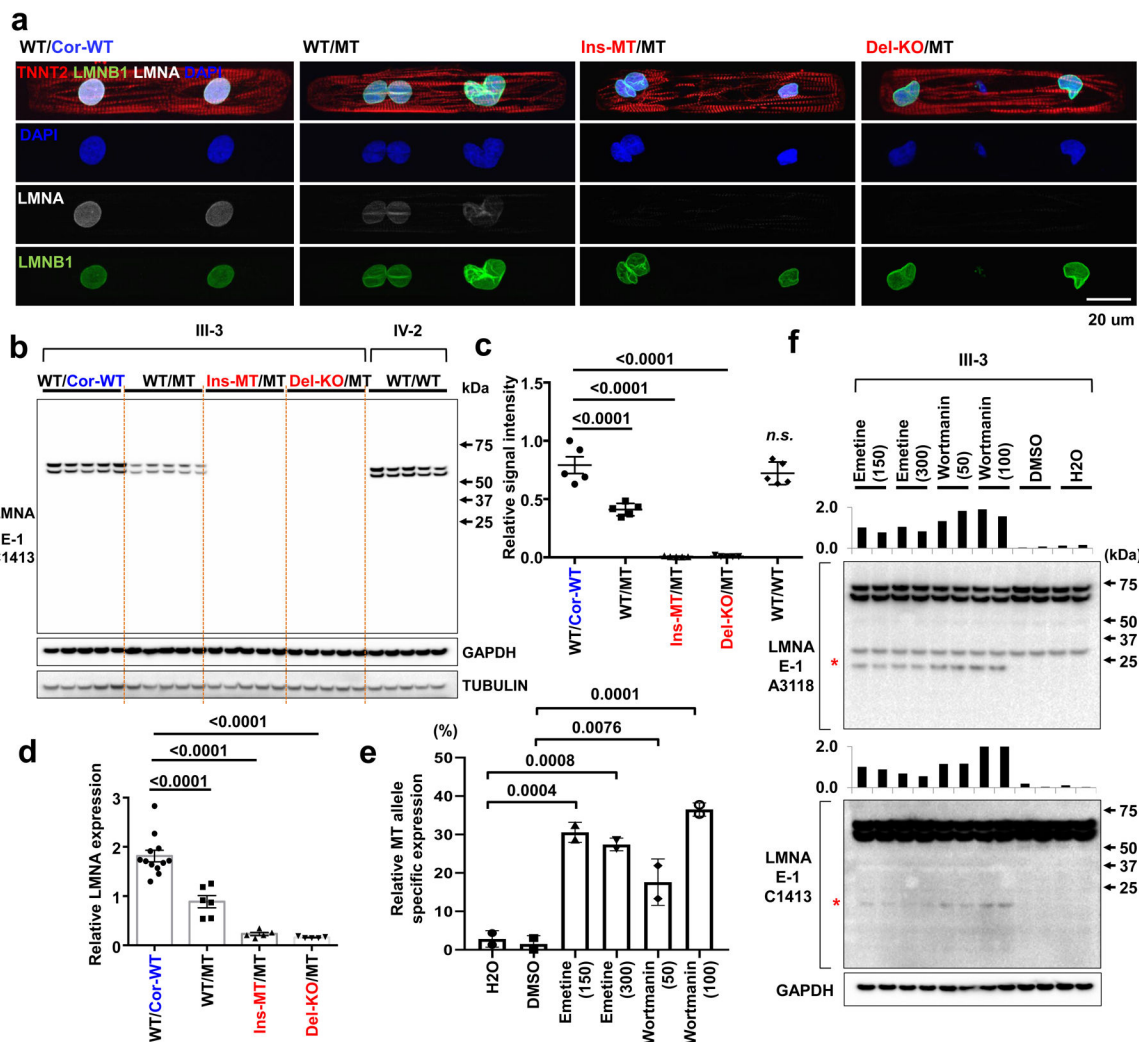 a
WT/Cor-WT WT/MT Ins-MT/MT Del-KO/MT
TNNT2 LMNB1 LMNA DAPI
DAPI
LMNA
LMNB1
20 um
b
III-3 IV-2
WT/Cor-WT WT/MT Ins-MT/MT Del-KO/MT WT/WT
kDa
75
50
37
25
E-1
C1413
GAPDH
TUBULIN
c
<0.0001
<0.0001
<0.0001
n.s.
Relative signal intensity
1.5
1.0
0.5
0.0
WT/Cor-WT
WT/MT
Ins-MT/MT
Del-KO/MT
WT/WT
d
<0.0001
<0.0001
<0.0001
Relative LMNA expression
3
2
1
0
WT/Cor-WT
WT/MT
Ins-MT/MT
Del-KO/MT
e
(%)
0.0001
0.0076
0.0008
0.0004
Relative MT allele
specific expression
50
40
30
20
10
0
H2O
DMSO
Emetine
(150)
Emetine
(300)
Wortmanin
(50)
Wortmanin
(100)
f
III-3
Emetine
(150)
Emetine
(300)
Wortmanin
(50)
Wortmanin
(100)
DMSO
H2O
2.0
0.0
(kDa)
75
50
37
25
LMNA
E-1
A3118
*
2.0
0.0
50
37
25
LMNA
E-1
C1413
*
GAPDH